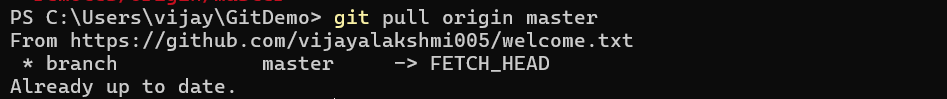 PS C:\Users\vijay\GitDemo> git pull origin master
From https://github.com/vijayalakshmi005/welcome.txt
 * branch            master     -> FETCH_HEAD
Already up to date.